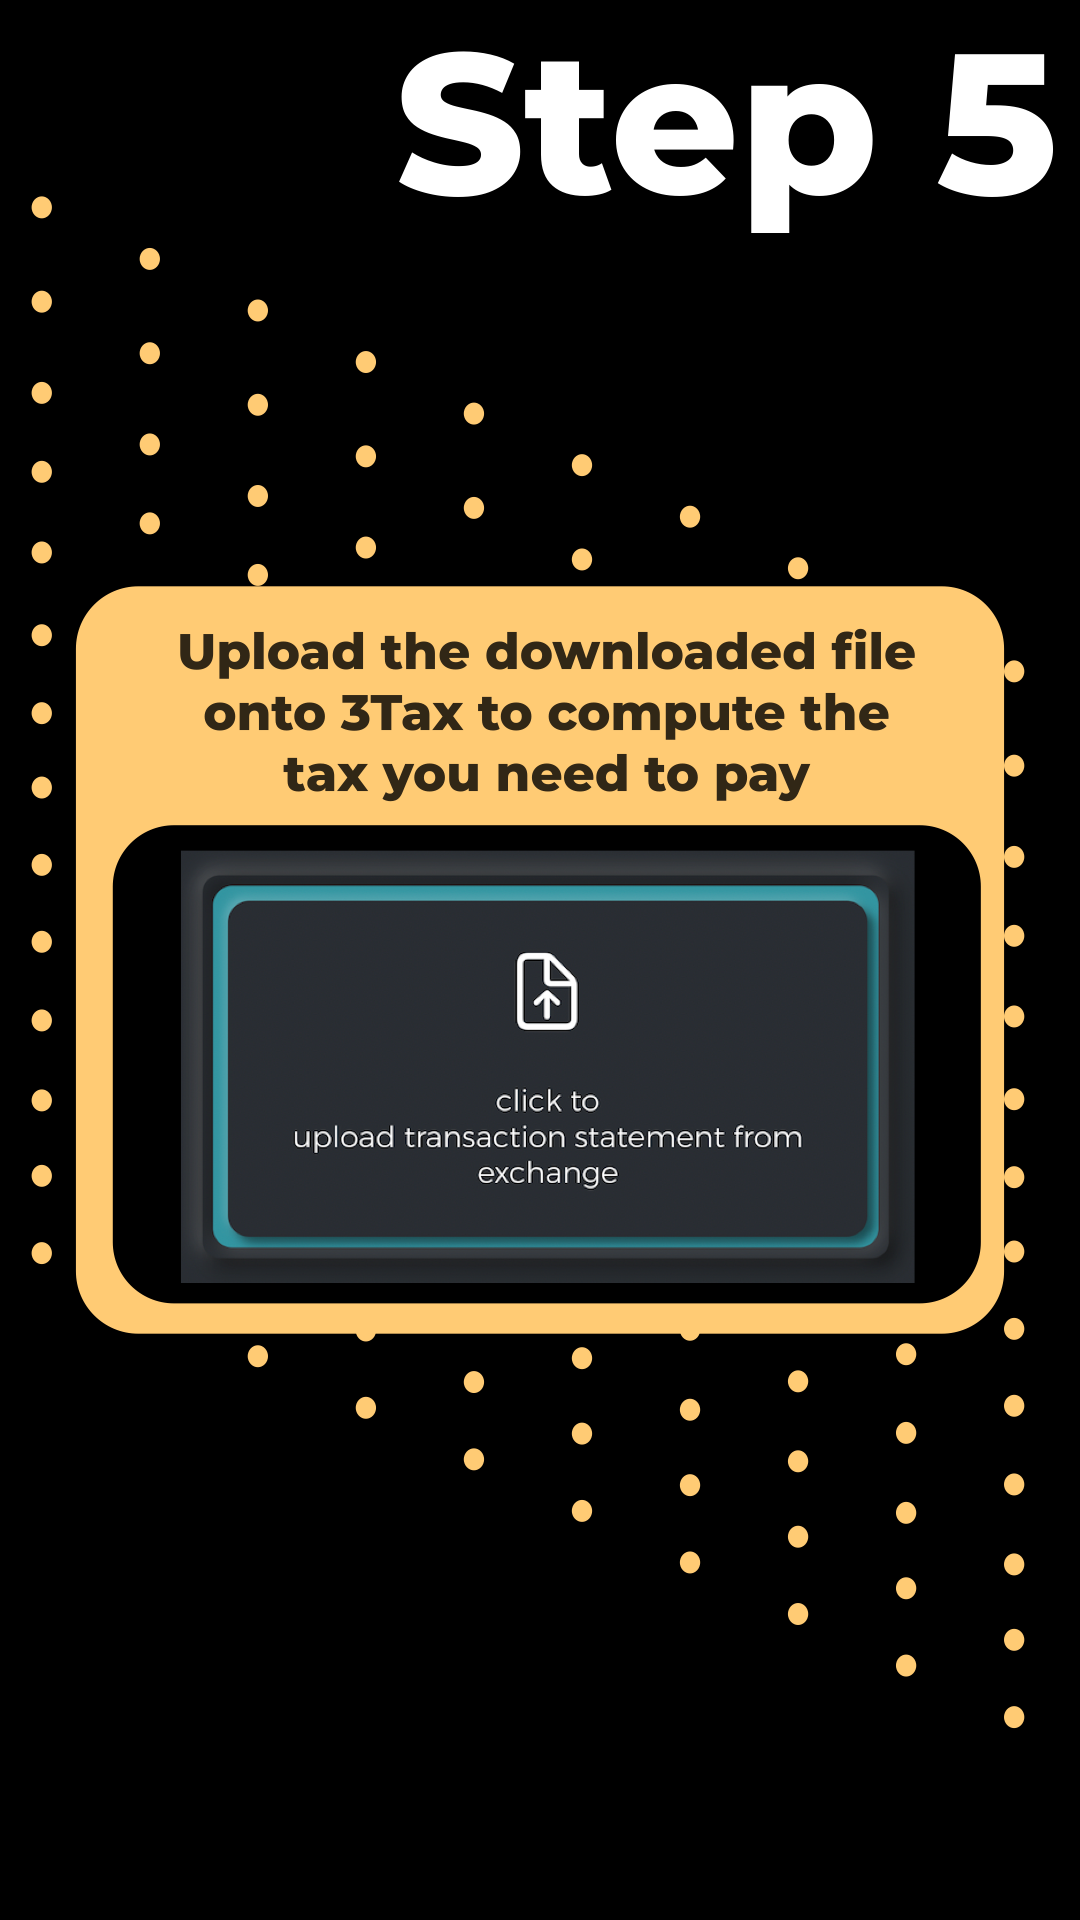 Step 5
Upload the downloaded file
onto 3Tax to compute the
tax you need to pay
click to
upload transaction statement from
exchange